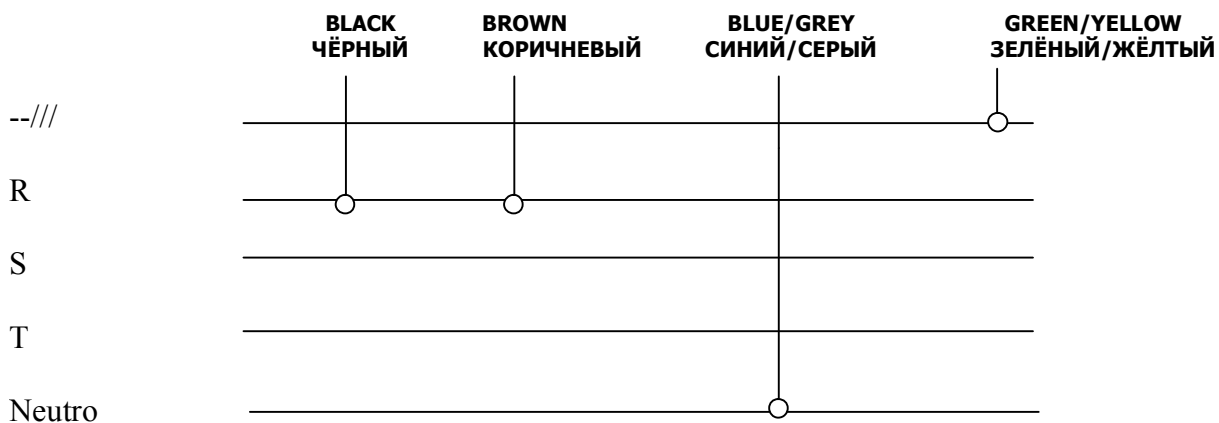 BLACK BROWN BLUE/GREY GREEN/YELLOW
ЧЁРНЫЙ КОРИЧНЕВЫЙ СИНИЙ/СЕРЫЙ ЗЕЛЁНЫЙ/ЖЁЛТЫЙ
--///
R
S
T
Neutro